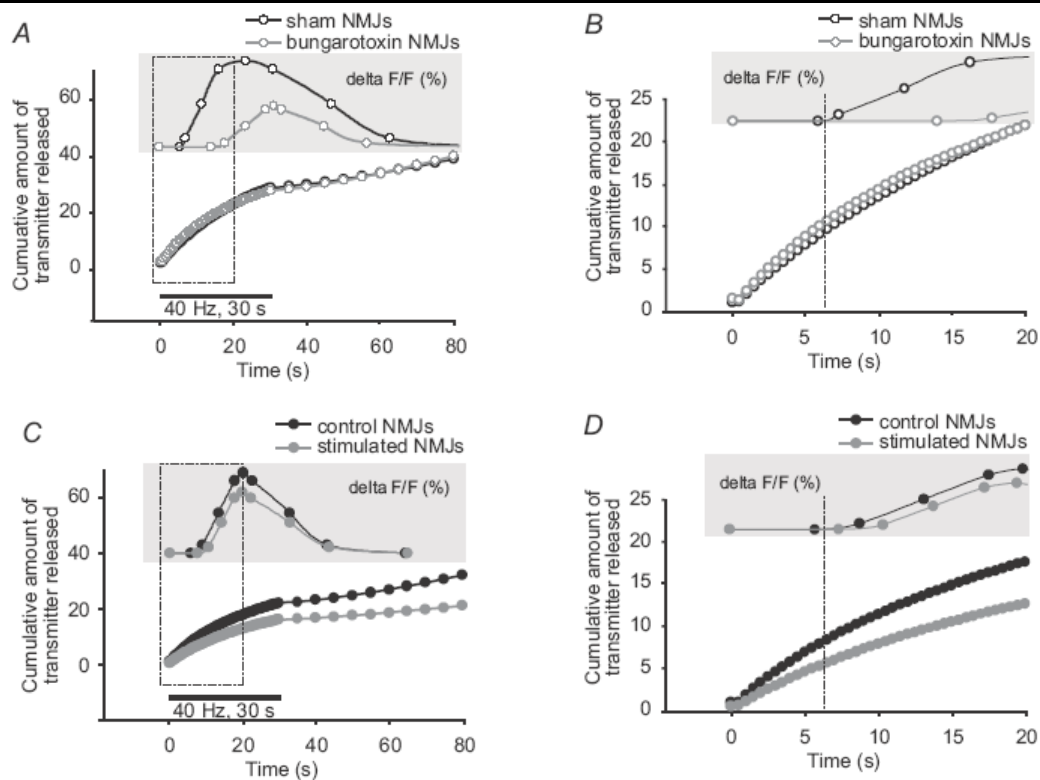 A
sham NMJs
bungarotoxin NMJs
delta F/F (%)
Cumuative amount of
transmitter released
60
40
20
0
40 Hz, 30 s
0 20 40 60 80
Time (s)
B
sham NMJs
bungarotoxin NMJs
delta F/F (%)
Cumulative amount of
transmitter released
25
20
15
10
5
0
0 5 10 15 20
Time (s)
C
control NMJs
stimulated NMJs
delta F/F (%)
Cumulative amount of
transmitter released
60
40
20
0
40 Hz, 30 s
0 20 40 60 80
Time (s)
D
control NMJs
stimulated NMJs
delta F/F (%)
Cumulative amount of
transmitter released
25
20
15
10
5
0
0 5 10 15 20
Time (s)